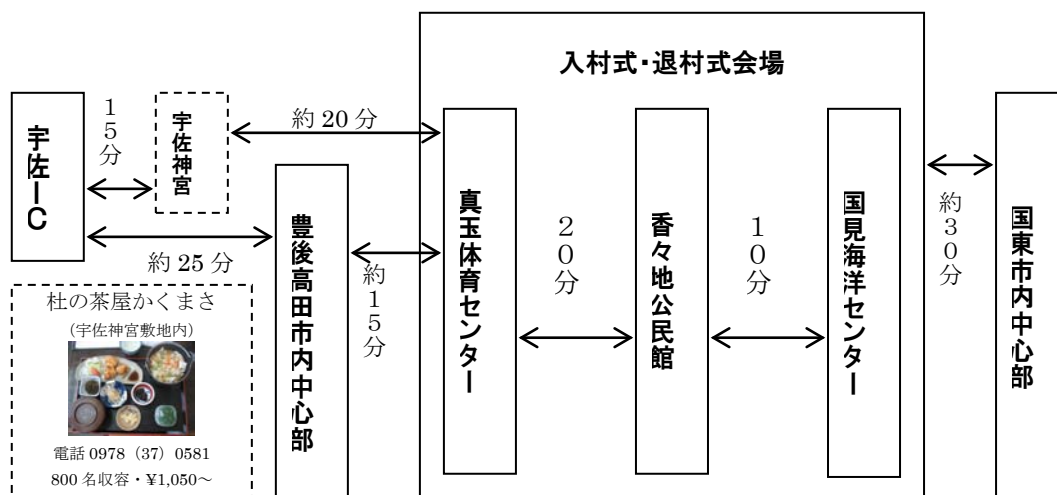 入村式・退村式会場
宇佐IC
15分
宇佐神宮
約20分
約25分
豊後高田市内中心部
約15分
真玉体育センター
20分
香々地公民館
10分
国見海洋センター
約30分
国東市内中心部
杜の茶屋かくまさ
(宇佐神宮敷地内)
電話 0978（37）0581
800名収容・¥1,050～